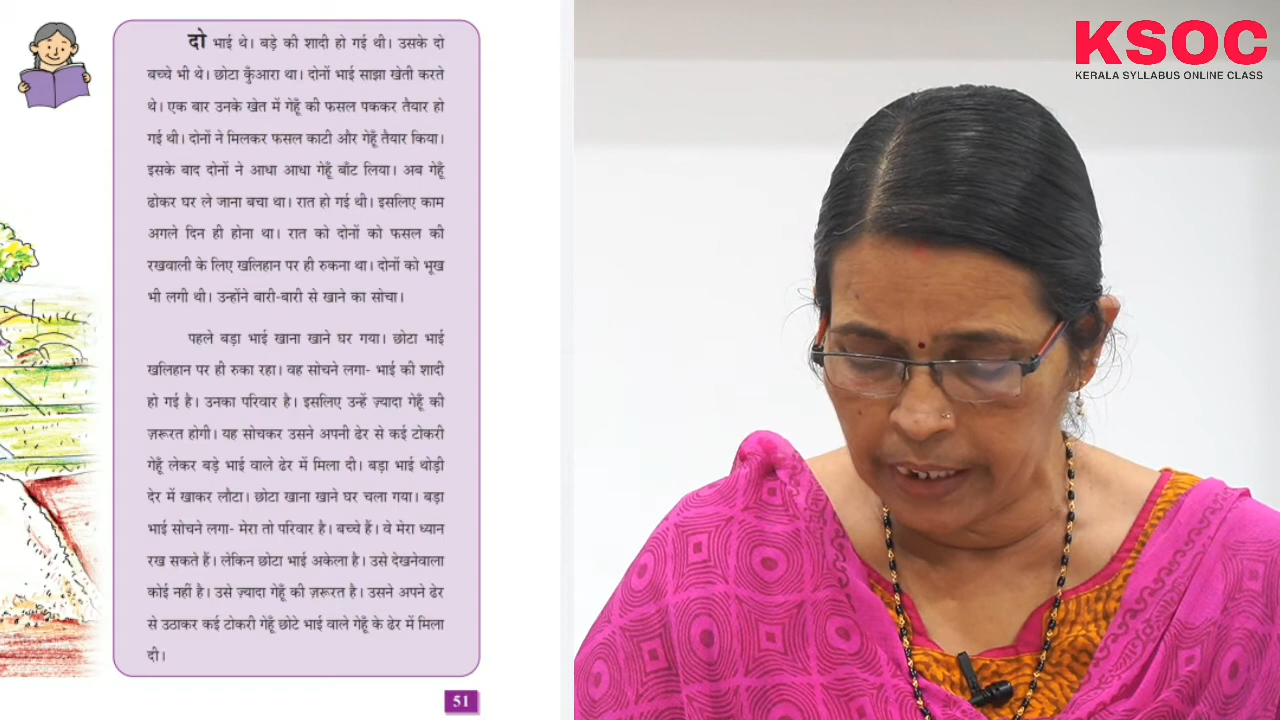 दो भाई थे। बड़े की शादी हो गई थी। उसके दो
बच्चे भी थे। छोटा कुँआरा था। दोनों भाई साझा खेती करते
थे। एक बार उनके खेत में गेहूँ की फसल पककर तैयार हो
गई थी। दोनों ने मिलकर फसल काटी और गेहूँ तैयार किया।
इसके बाद दोनों ने आधा आधा गेहूँ बाँट लिया। अब गेहूँ
ढोकर घर ले जाना बचा था। रात हो गई थी। इसलिए काम
अगले दिन ही होना था। रात को दोनों को फसल की
रखवाली के लिए खलिहान पर ही रुकना था। दोनों को भूख
भी लगी थी। उन्होंने बारी-बारी से खाने का सोचा।
पहले बड़ा भाई खाना खाने घर गया। छोटा भाई
खलिहान पर ही रुका रहा। वह सोचने लगा- भाई की शादी
हो गई है। उनका परिवार है। इसलिए उन्हें ज़्यादा गेहूँ की
ज़रूरत होगी। यह सोचकर उसने अपनी ढेर से कई टोकरी
गेहूँ लेकर बड़े भाई वाले ढेर में मिला दी। बड़ा भाई थोड़ी
देर में खाकर लौटा। छोटा खाना खाने घर चला गया। बड़ा
भाई सोचने लगा- मेरा तो परिवार है। बच्चे हैं। वे मेरा ध्यान
रख सकते हैं। लेकिन छोटा भाई अकेला है। उसे देखनेवाला
कोई नहीं है। उसे ज़्यादा गेहूँ की ज़रूरत है। उसने अपने ढेर
से उठाकर कई टोकरी गेहूँ छोटे भाई वाले गेहूँ के ढेर में मिला
दी।
51
KSOC
KERALA SYLLABUS ONLINE CLASS